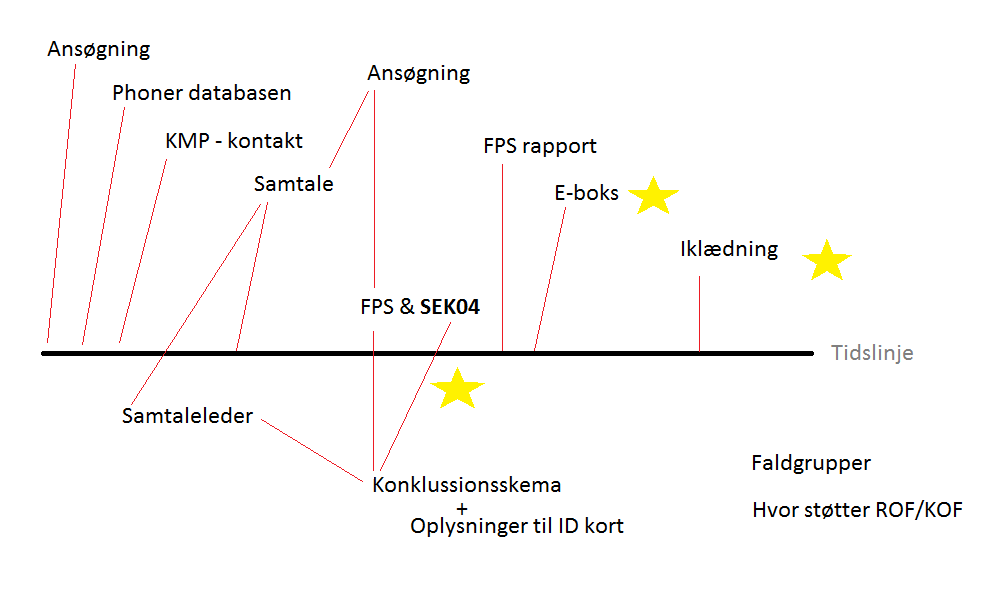 Ansøgning
Ansøgning
Phoner databasen
KMP - kontakt
FPS rapport
Samtale
E-boks
Iklædning
FPS & SEK04
Tidslinje
Samtaleleder
Faldgrupper
Konklussionsskema
+
Oplysninger til ID kort
Hvor støtter ROF/KOF